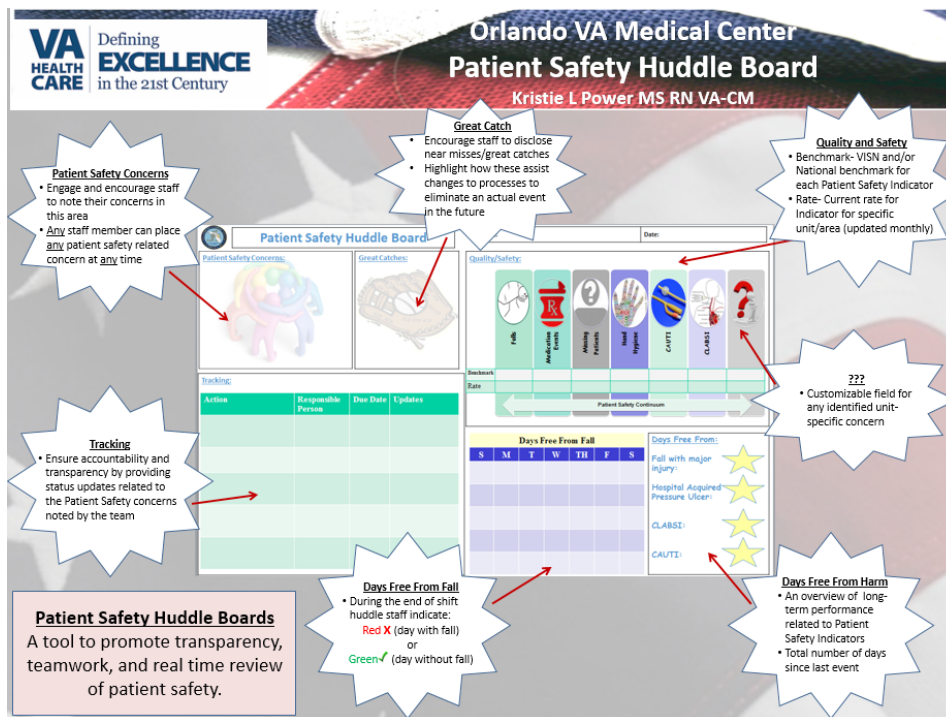 VA
HEALTH
CARE
Defining
EXCELLENCE
in the 21st Century
Orlando VA Medical Center
Patient Safety Huddle Board
Kristie L Power MS RN VA-CM
Patient Safety Concerns
• Engage and encourage staff
to note their concerns in
this area
• Any staff member can place
any patient safety related
concern at any time
Great Catch
• Encourage staff to disclose
near misses/great catches
• Highlight how these assist
changes to processes to
eliminate an actual event
in the future
Quality and Safety
• Benchmark- VISN and/or
National benchmark for
each Patient Safety Indicator
• Rate- Current rate for
Indicator for specific
unit/area (updated monthly)
Patient Safety Huddle Board
Date:
Patient Safety Concerns:
Great Catches:
Quality/Safety:
Rx
Falls
Medication Events
Missing Patients
Hand Hygiene
CAUTI
CLABSI
Benchmark
Rate
Patient Safety Continuum
???
• Customizable field for
any identified unit-
specific concern
Tracking:
Action Responsible Person Due Date Updates
Tracking
• Ensure accountability and
transparency by providing
status updates related to
the Patient Safety concerns
noted by the team
Days Free From Fall
S M T W TH F S
Days Free From:
Fall with major
injury:
Hospital Acquired
Pressure Ulcer:
CLABSI:
CAUTI:
Days Free From Fall
• During the end of shift
huddle staff indicate:
Red X (day with fall)
or
Green✓ (day without fall)
Days Free From Harm
• An overview of long-
term performance
related to Patient
Safety Indicators
• Total number of days
since last event
Patient Safety Huddle Boards
A tool to promote transparency,
teamwork, and real time review
of patient safety.